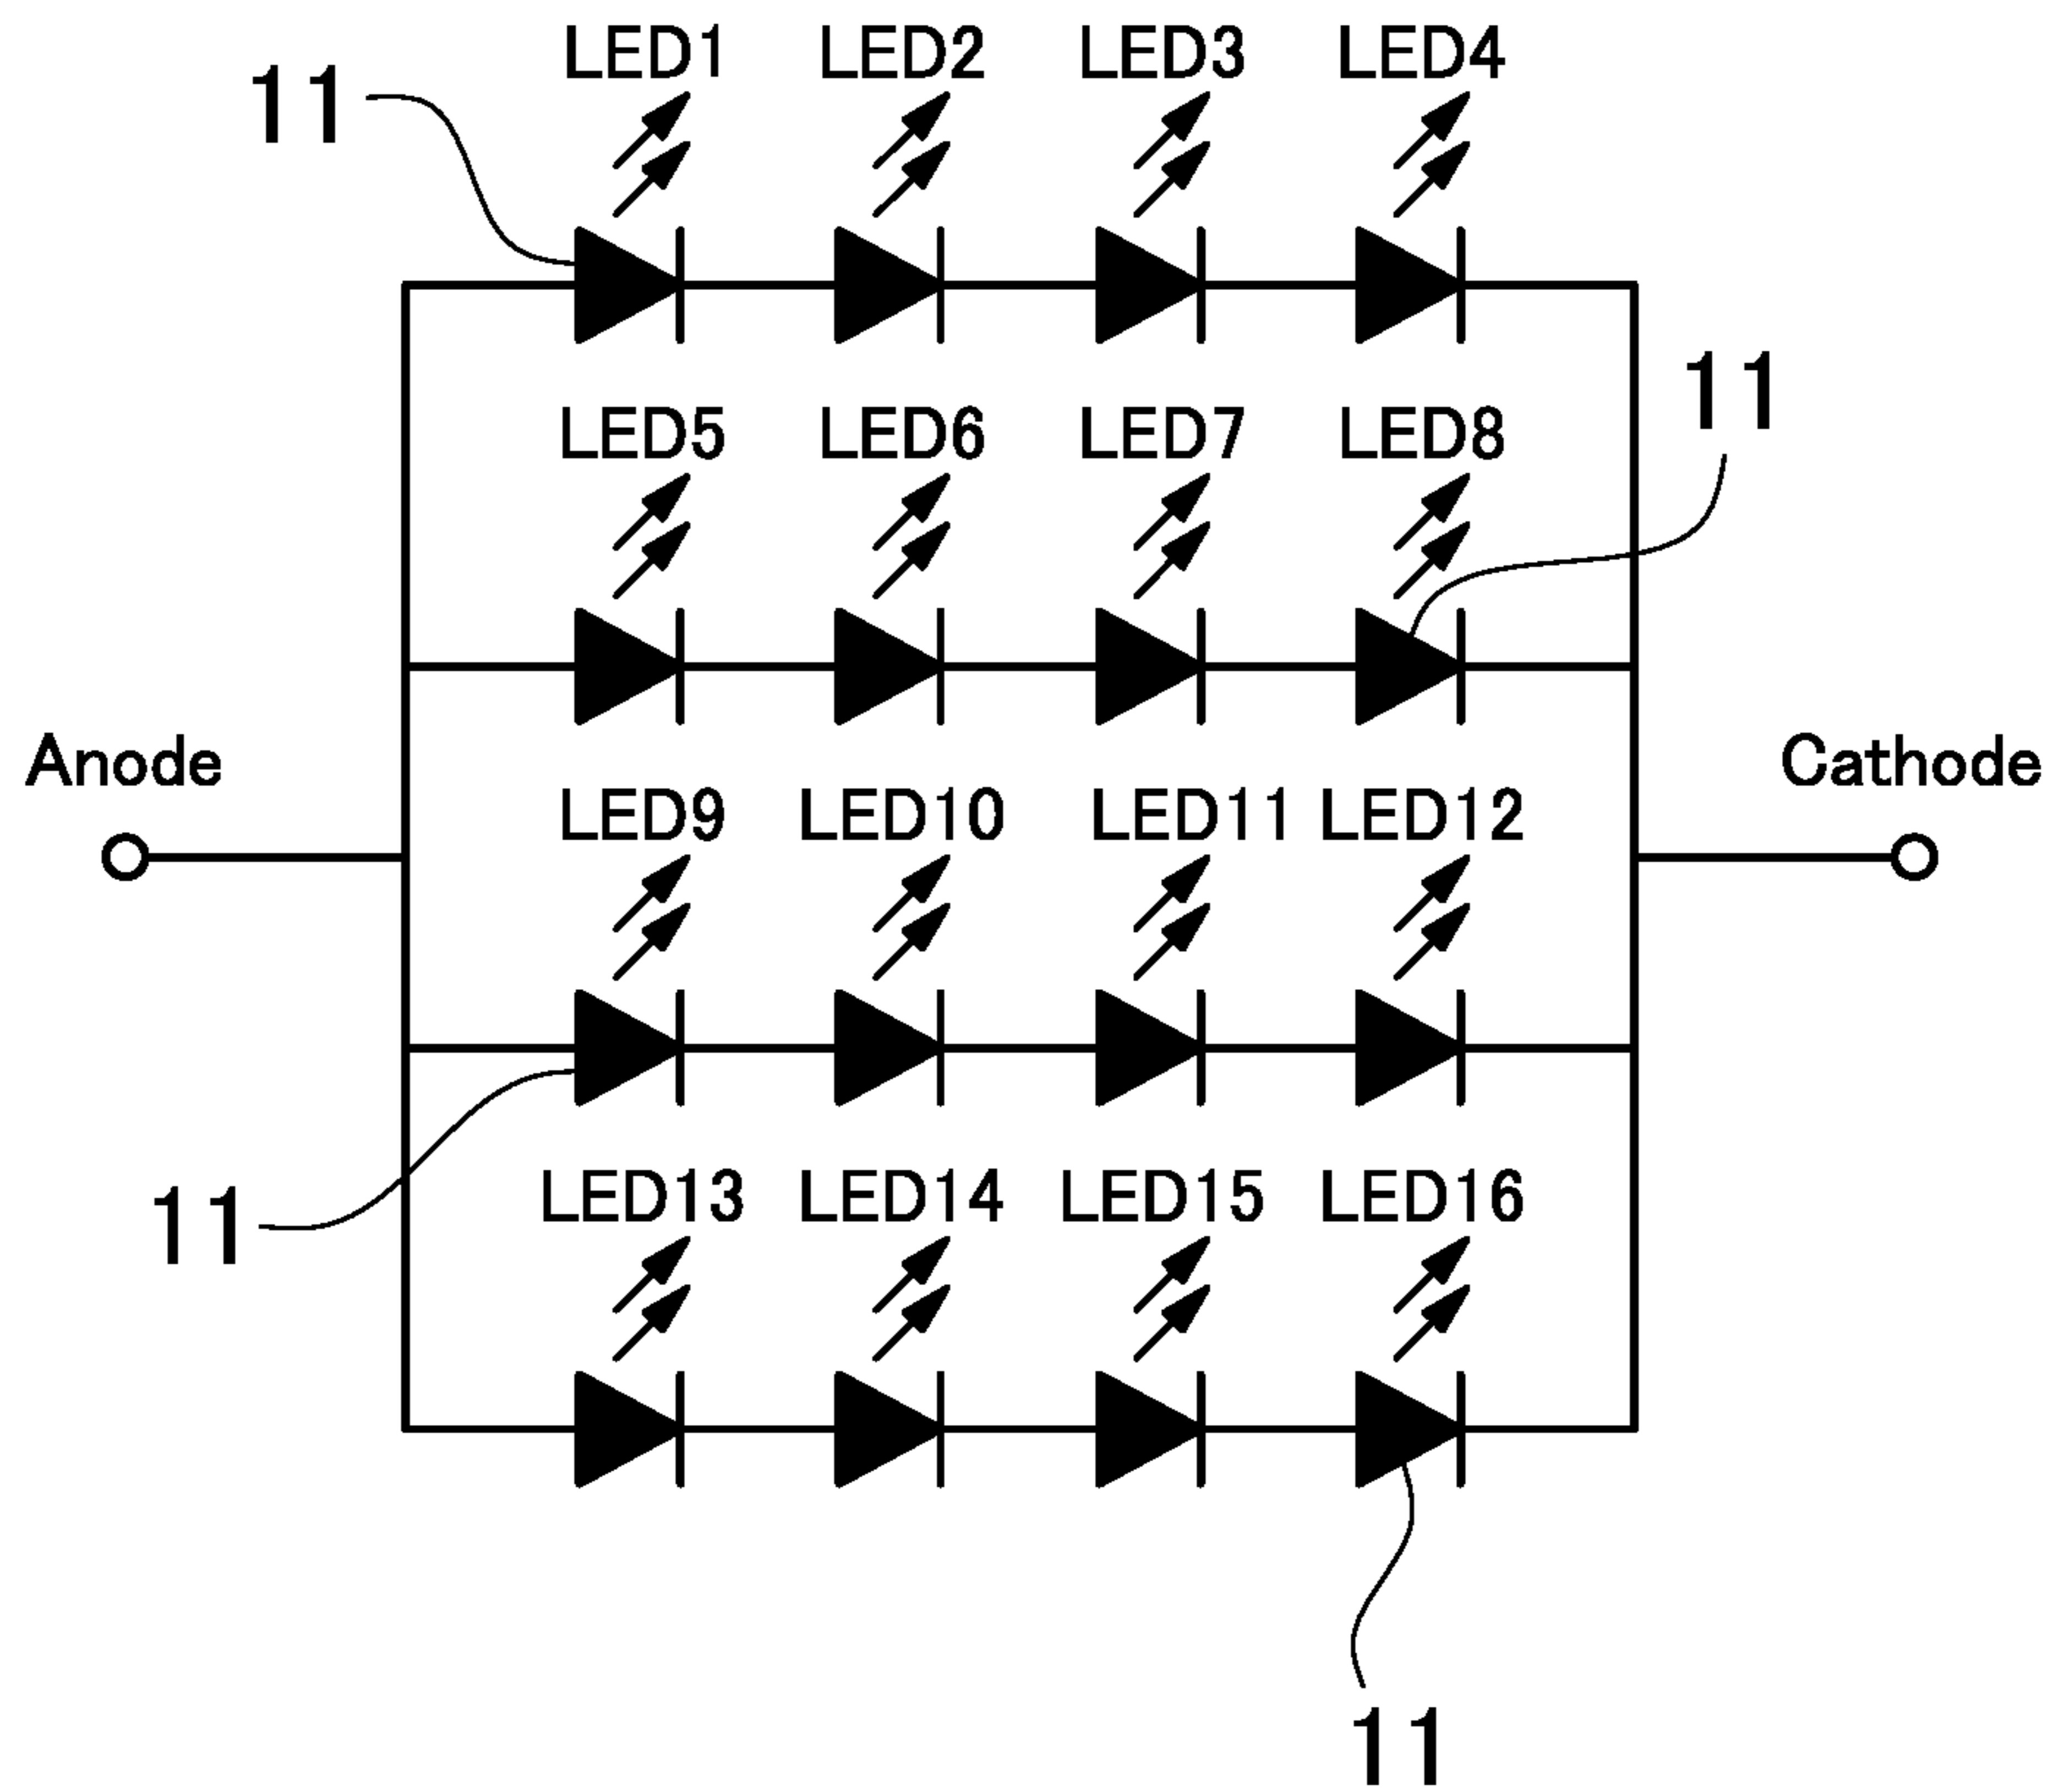 LED1 LED2 LED3 LED4
11
11
LED5 LED6 LED7 LED8
Anode
Cathode
LED9 LED10 LED11 LED12
LED13 LED14 LED15 LED16
11
11